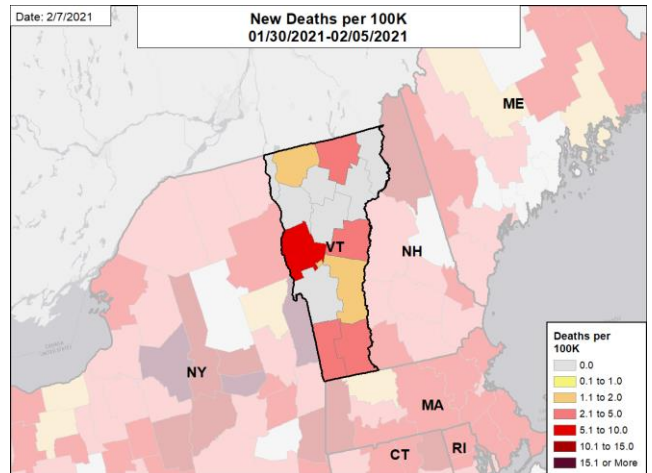 Date: 2/7/2021
New Deaths per 100K
01/30/2021-02/05/2021
ME
VT
NH
NY
MA
CT
RI
Deaths per
100K
0.0
0.1 to 1.0
1.1 to 2.0
2.1 to 5.0
5.1 to 10.0
10.1 to 15.0
15.1 or More